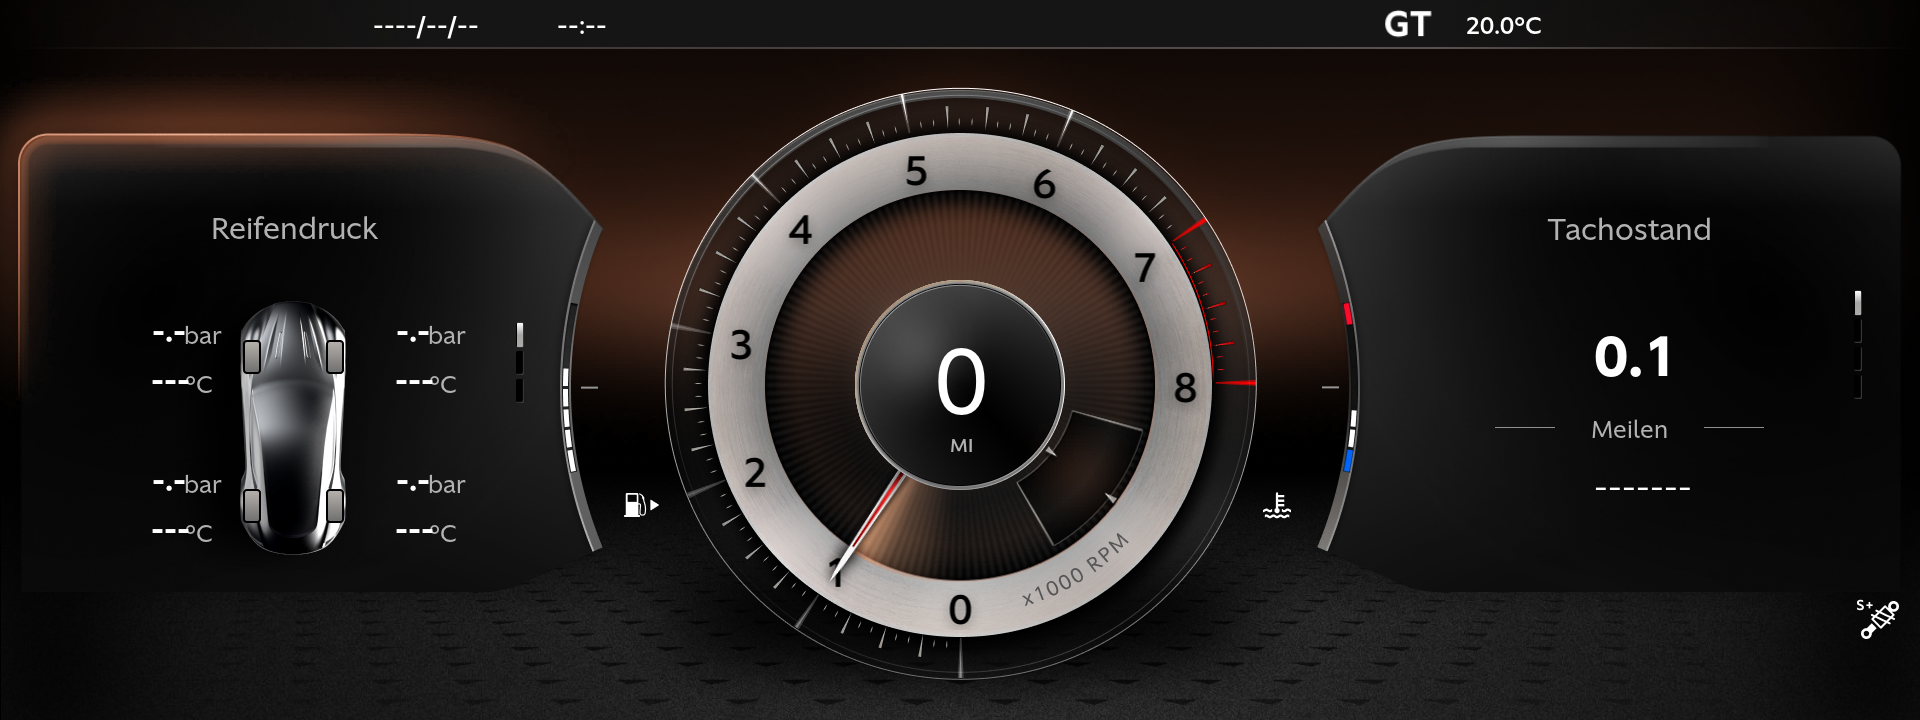 ----/--/--   --:--   GT   20.0°C
Reifendruck
-.-bar   -.-bar
---°C   ---°C
-.-bar   -.-bar
---°C   ---°C
5
6
4
7
3
8
2
1
0
x1000 RPM
0
MI
Tachostand
0.1
Meilen
-------
S+